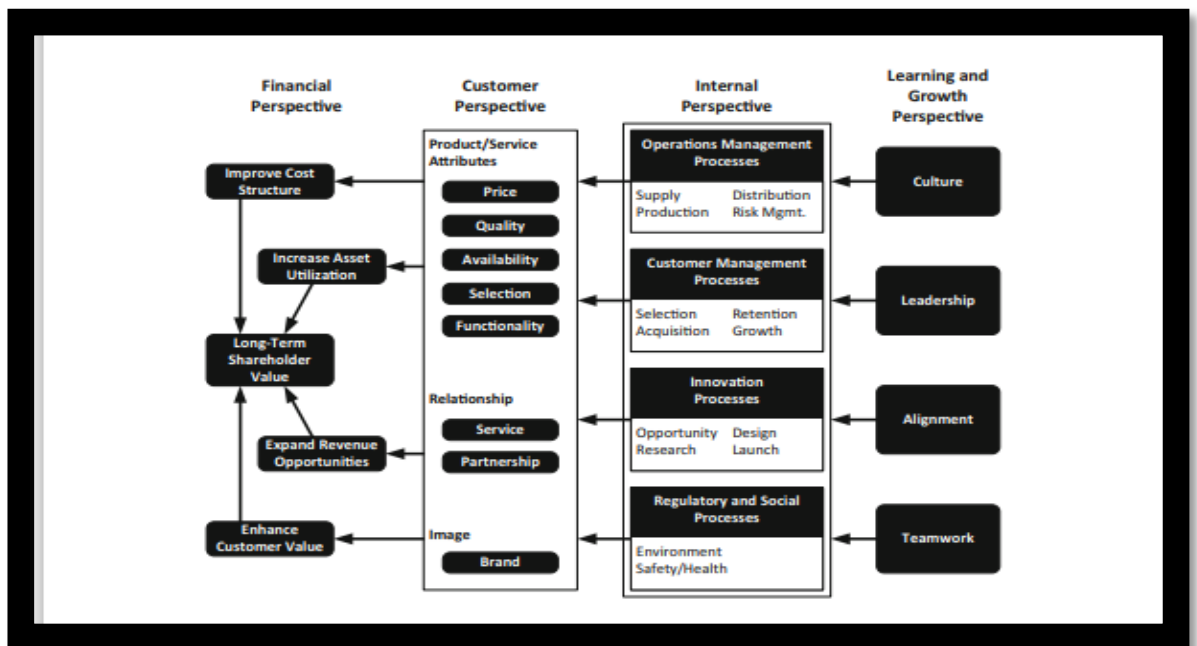 Financial
Perspective
Customer
Perspective
Internal
Perspective
Learning and
Growth
Perspective
Improve Cost
Structure
Increase Asset
Utilization
Long-Term
Shareholder
Value
Expand Revenue
Opportunities
Enhance
Customer Value
Product/Service
Attributes
Price
Quality
Availability
Selection
Functionality
Relationship
Service
Partnership
Image
Brand
Operations Management
Processes
Supply Distribution
Production Risk Mgmt.
Customer Management
Processes
Selection Retention
Acquisition Growth
Innovation
Processes
Opportunity Design
Research Launch
Regulatory and Social
Processes
Environment
Safety/Health
Culture
Leadership
Alignment
Teamwork